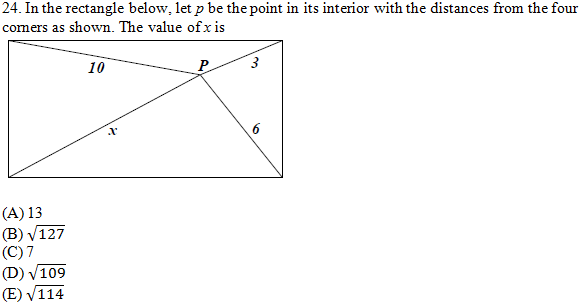 24. In the rectangle below, let p be the point in its interior with the distances from the four
corners as shown. The value of x is
10
P
3
x
6
(A) 13
(B) √127
(C) 7
(D) √109
(E) √114